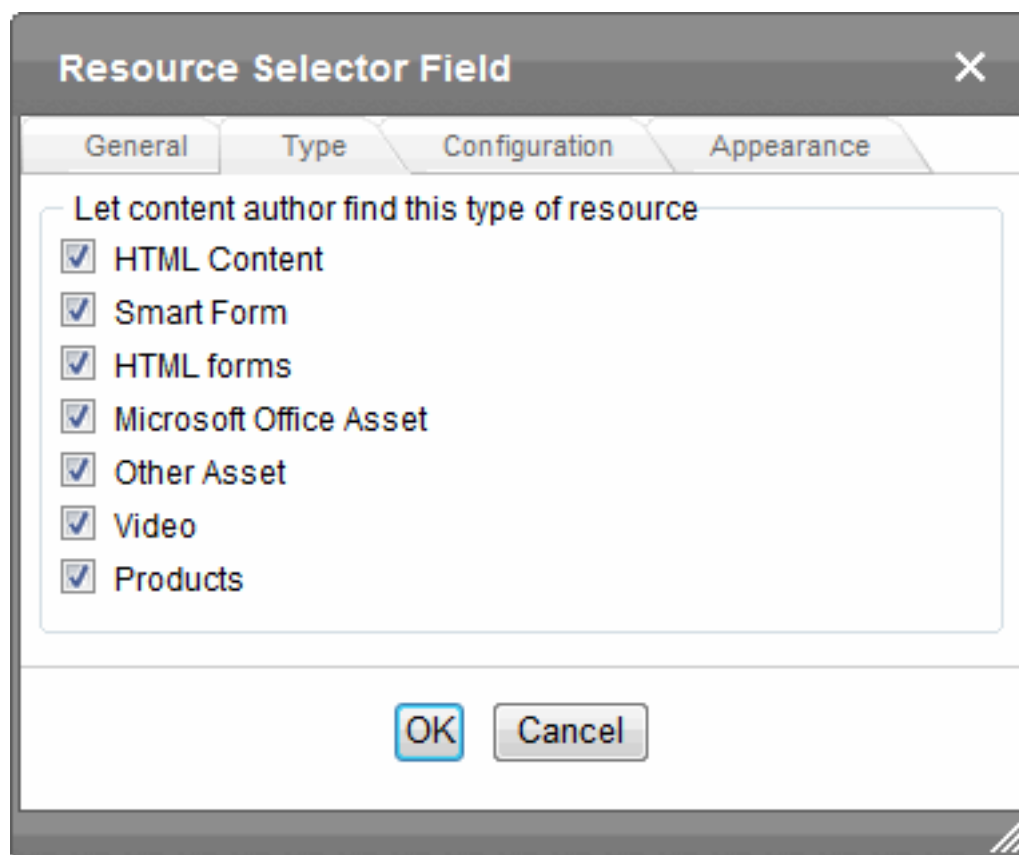 Resource Selector Field
General Type Configuration Appearance
Let content author find this type of resource
HTML Content
Smart Form
HTML forms
Microsoft Office Asset
Other Asset
Video
Products
OK Cancel